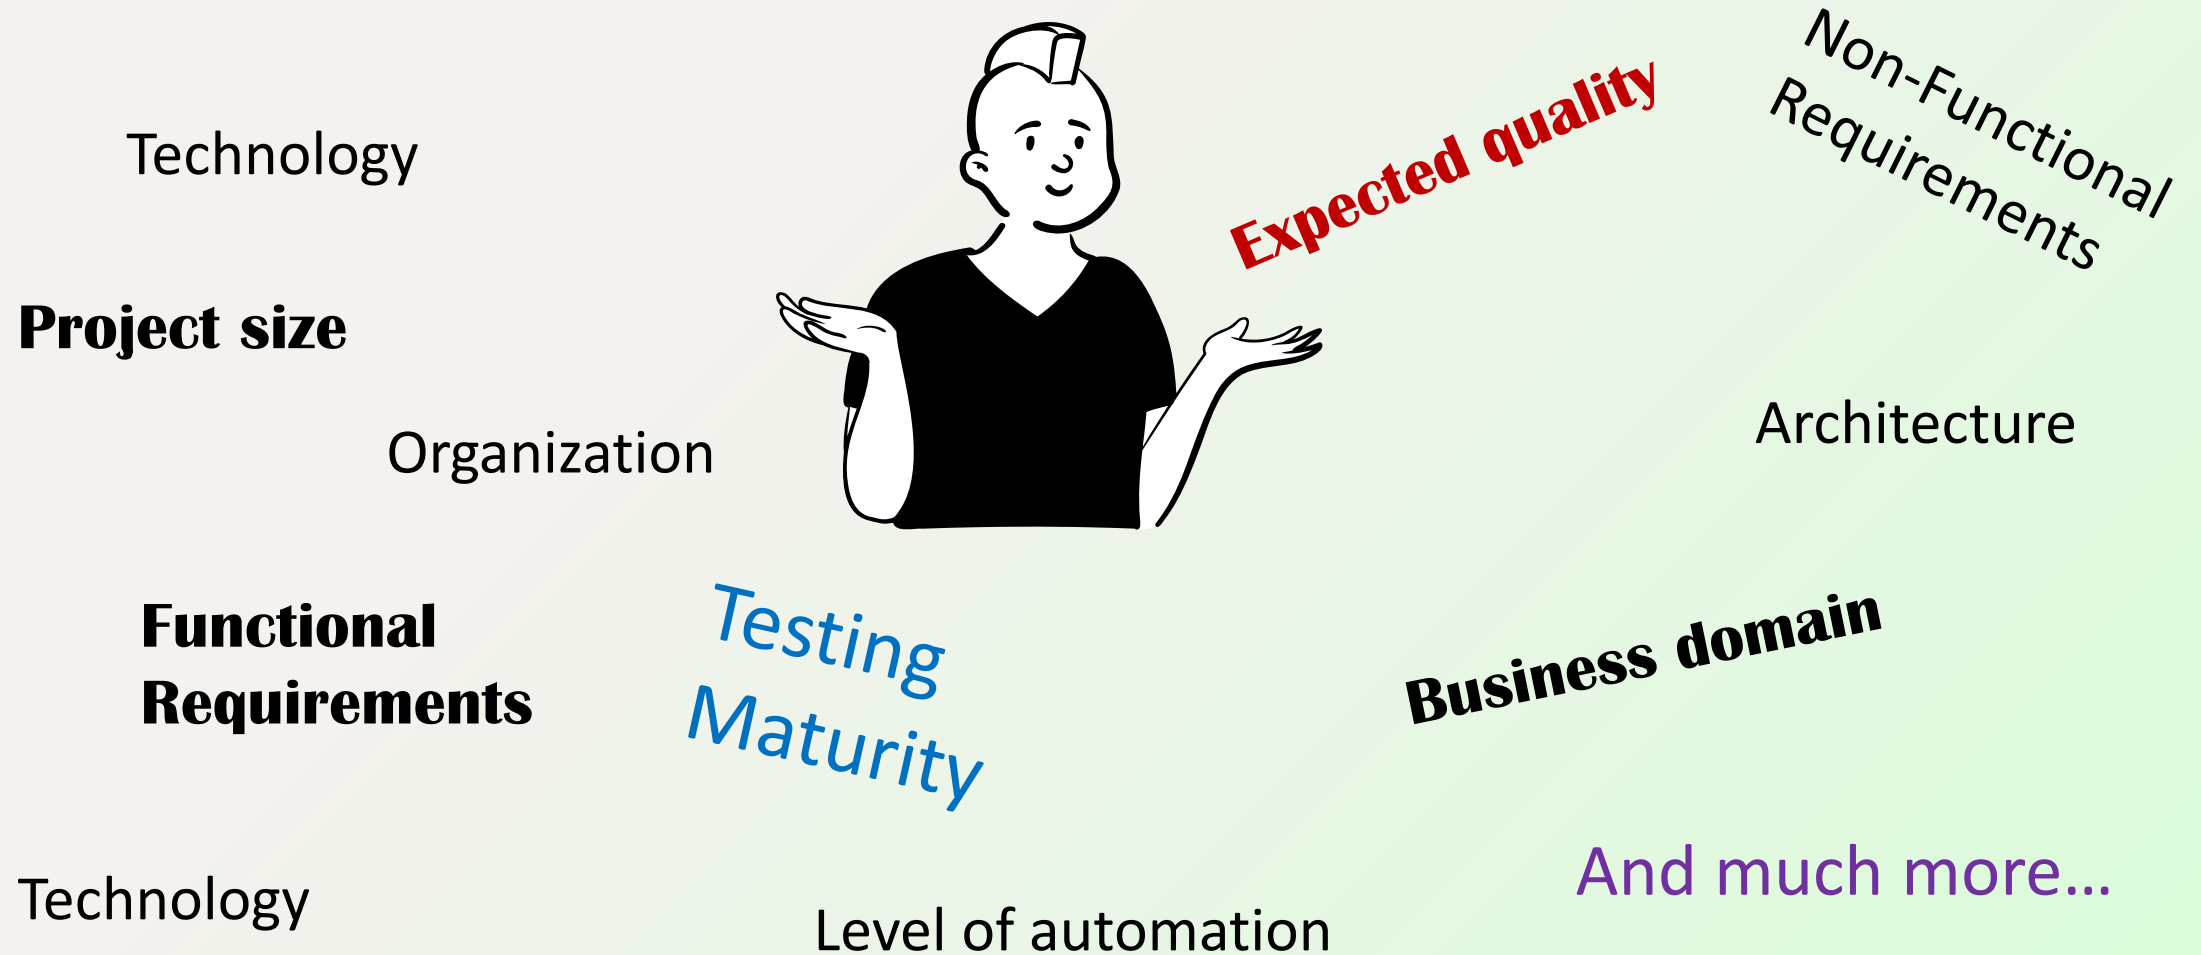 Technology
Expected quality
Non-Functional
Requirements
Project size
Organization
Architecture
Functional
Requirements
Testing
Maturity
Business domain
Technology
Level of automation
And much more...